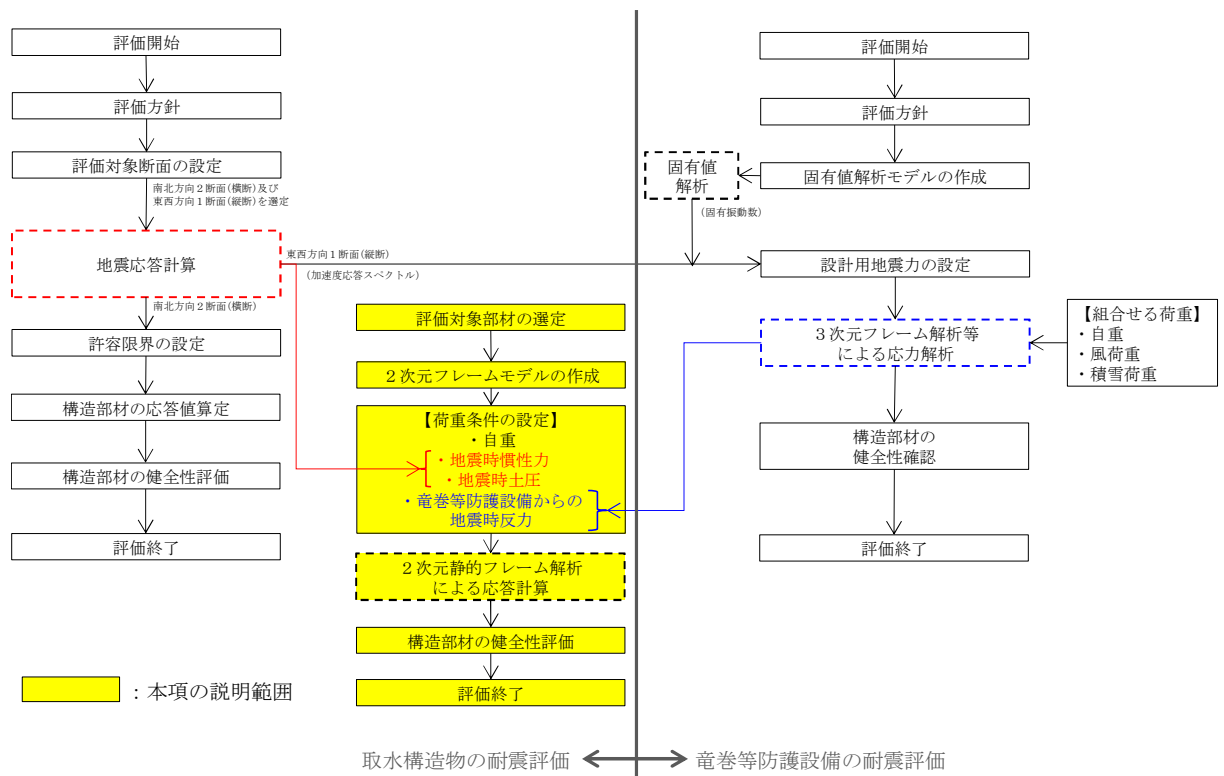 評価開始
評価方針
評価対象断面の設定
南北方向２断面(横断)及び
東西方向１断面(縦断)を選定
地震応答計算
東西方向１断面(縦断)
(加速度応答スペクトル)
南北方向２断面(横断)
許容限界の設定
構造部材の応答値算定
構造部材の健全性評価
評価終了
評価対象部材の選定
２次元フレームモデルの作成
【荷重条件の設定】
・自重
・地震時慣性力
・地震時土圧
・竜巻等防護設備からの
地震時反力
２次元静的フレーム解析
による応答計算
構造部材の健全性評価
評価終了
評価開始
評価方針
固有値解析モデルの作成
固有値
解析
(固有振動数)
設計用地震力の設定
３次元フレーム解析等
による応力解析
【組合せる荷重】
・自重
・風荷重
・積雪荷重
構造部材の
健全性確認
評価終了
：本項の説明範囲
取水構造物の耐震評価
竜巻等防護設備の耐震評価